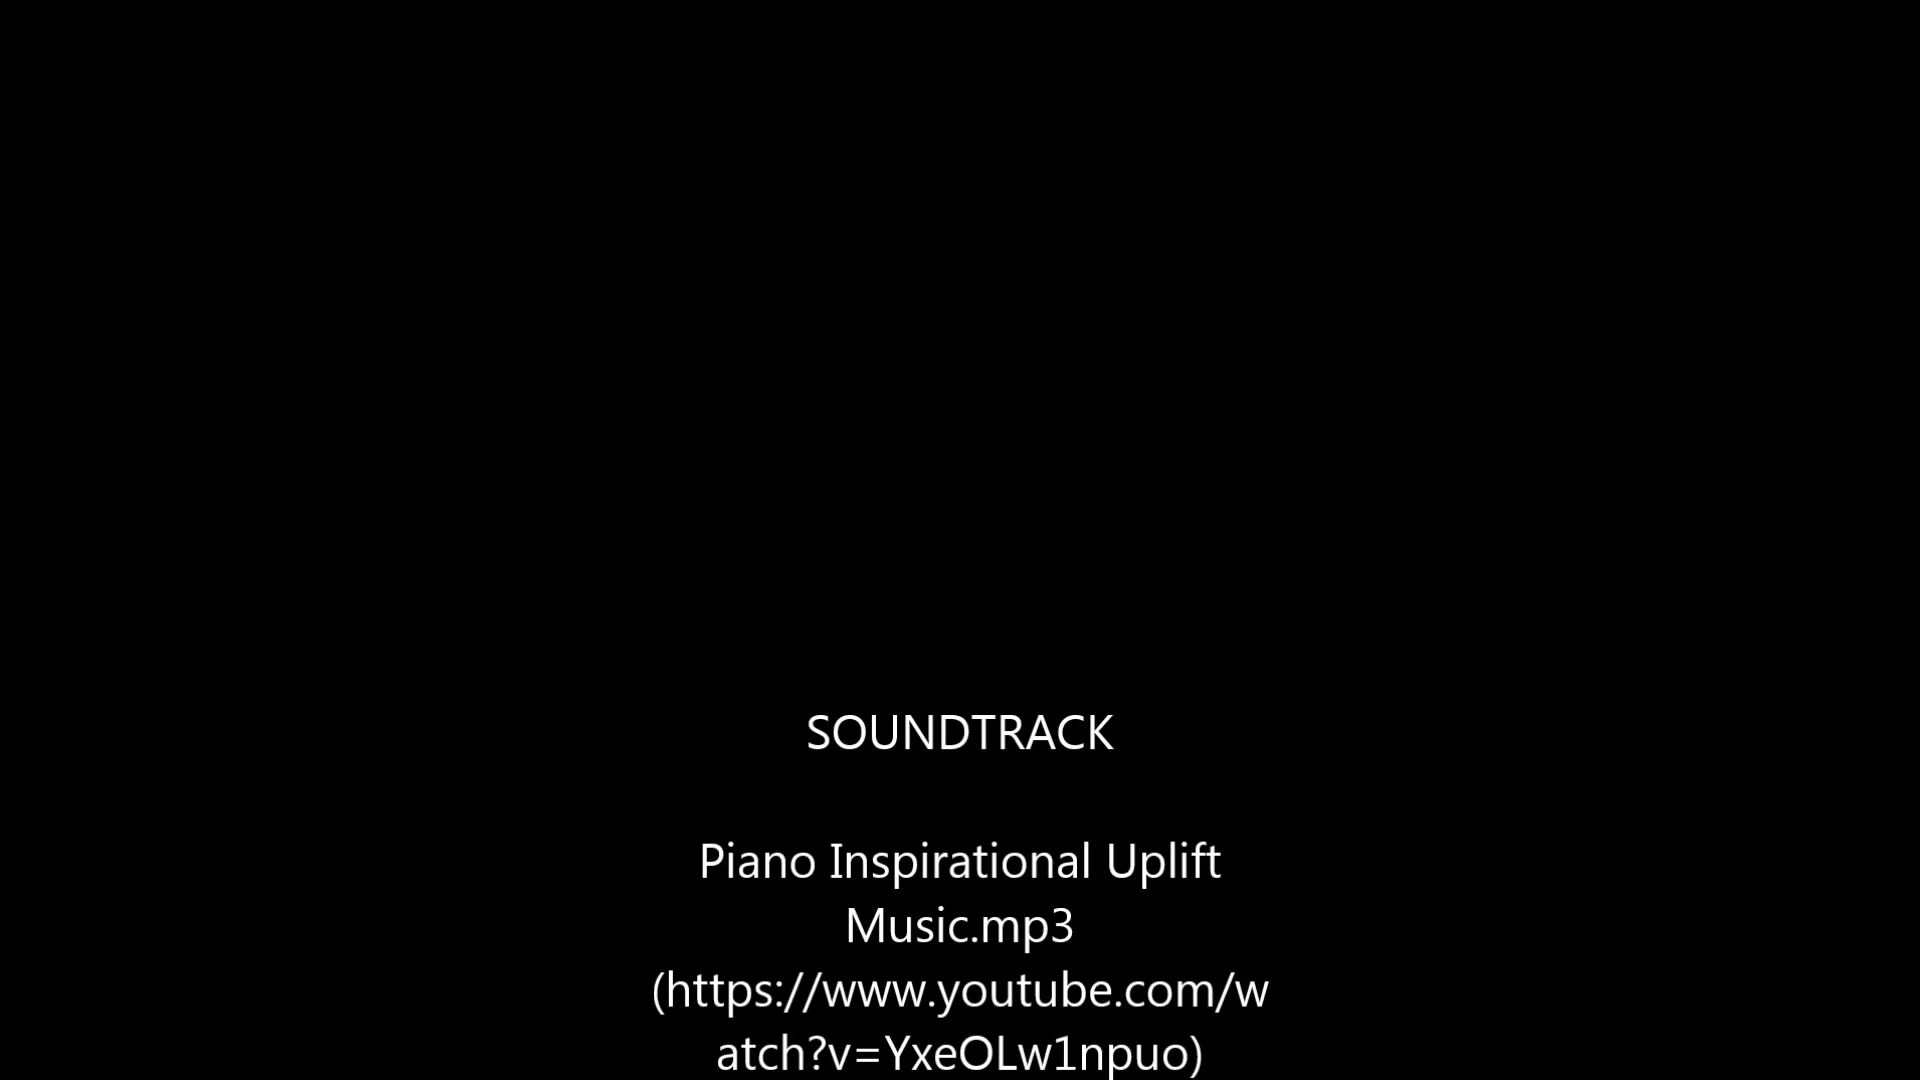 SOUNDTRACK
Piano Inspirational Uplift
Music.mp3
(https://www.youtube.com/w
atch?v=YxeOLw1npuo)